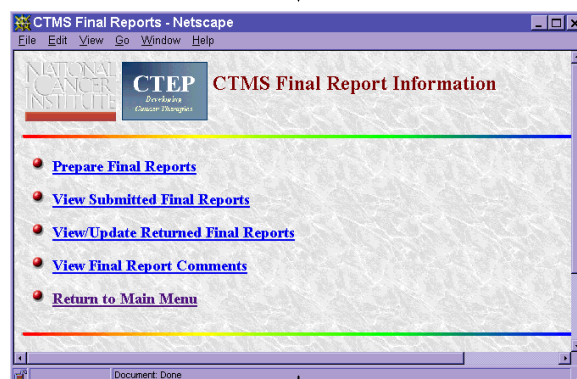 CTMS Final Reports - Netscape
File Edit View Go Window Help
NATIONAL
CANCER
INSTITUTE
CTEP
Developing
Cancer Therapies
CTMS Final Report Information
Prepare Final Reports
View Submitted Final Reports
View/Update Returned Final Reports
View Final Report Comments
Return to Main Menu
Document: Done